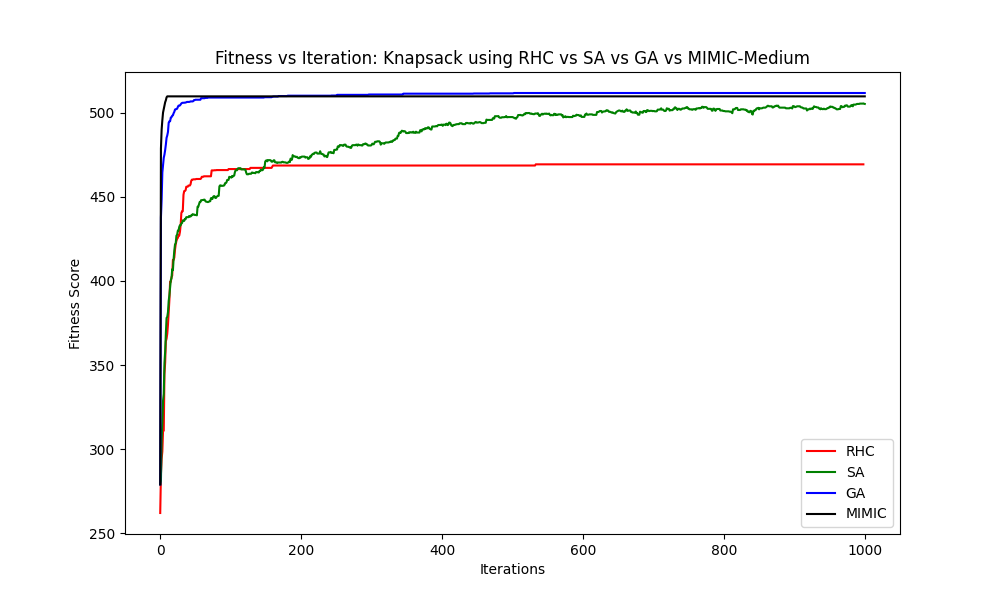 Fitness vs Iteration: Knapsack using RHC vs SA vs GA vs MIMIC-Medium
Fitness Score
500
450
400
350
300
250
0 200 400 600 800 1000
Iterations
RHC
SA
GA
MIMIC